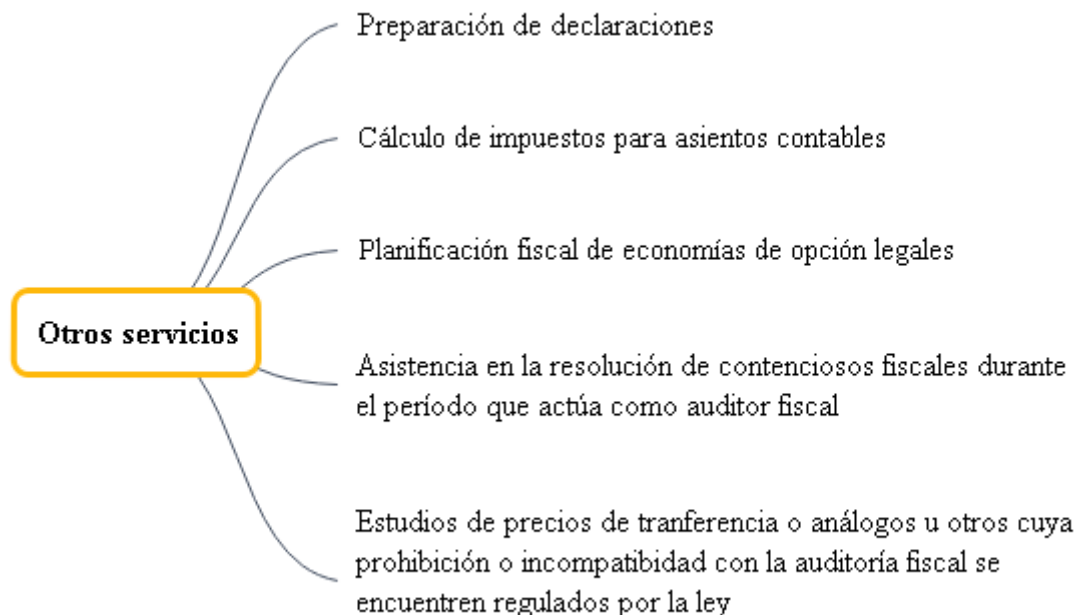 Preparación de declaraciones
Cálculo de impuestos para asientos contables
Planificación fiscal de economías de opción legales
Otros servicios
Asistencia en la resolución de contenciosos fiscales durante
el período que actúa como auditor fiscal
Estudios de precios de tranferencia o análogos u otros cuya
prohibición o incompatibidad con la auditoría fiscal se
encuentren regulados por la ley